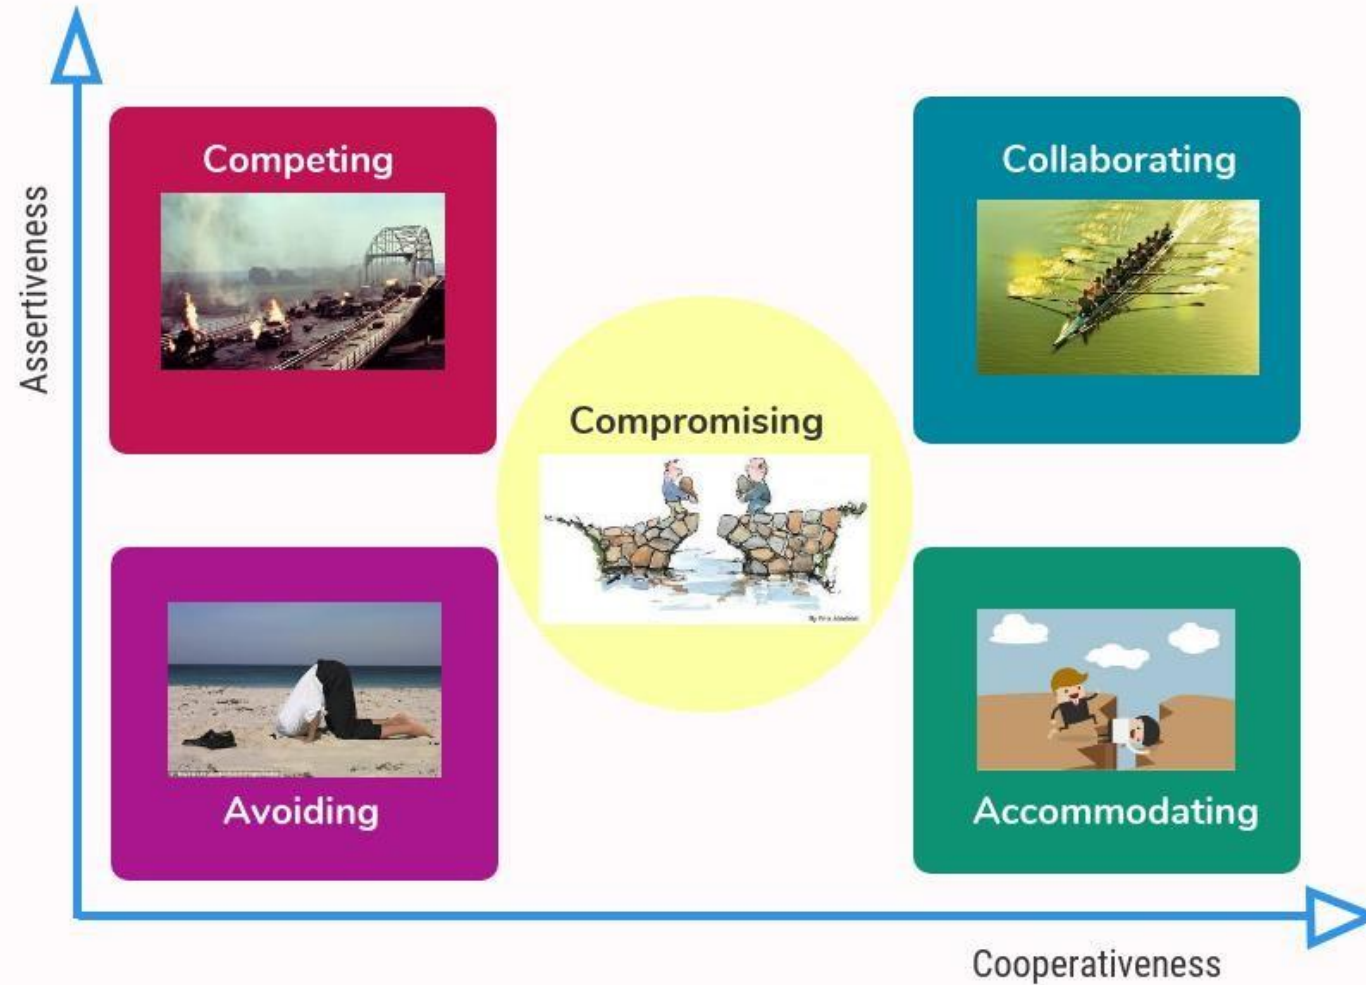 Competing
Collaborating
Assertiveness
Compromising
Avoiding
Accommodating
Cooperativeness